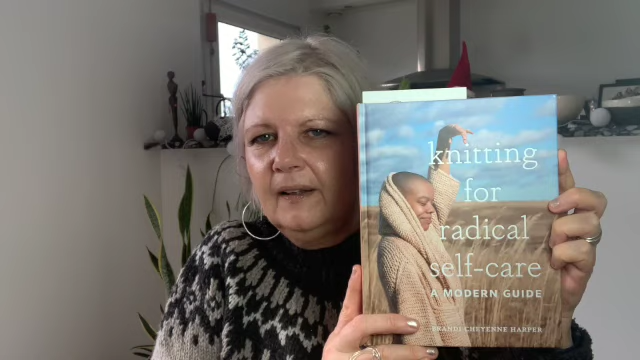 knitting
for
radical
self-care
A MODERN GUIDE
BRANDI CHEYENNE HARPER